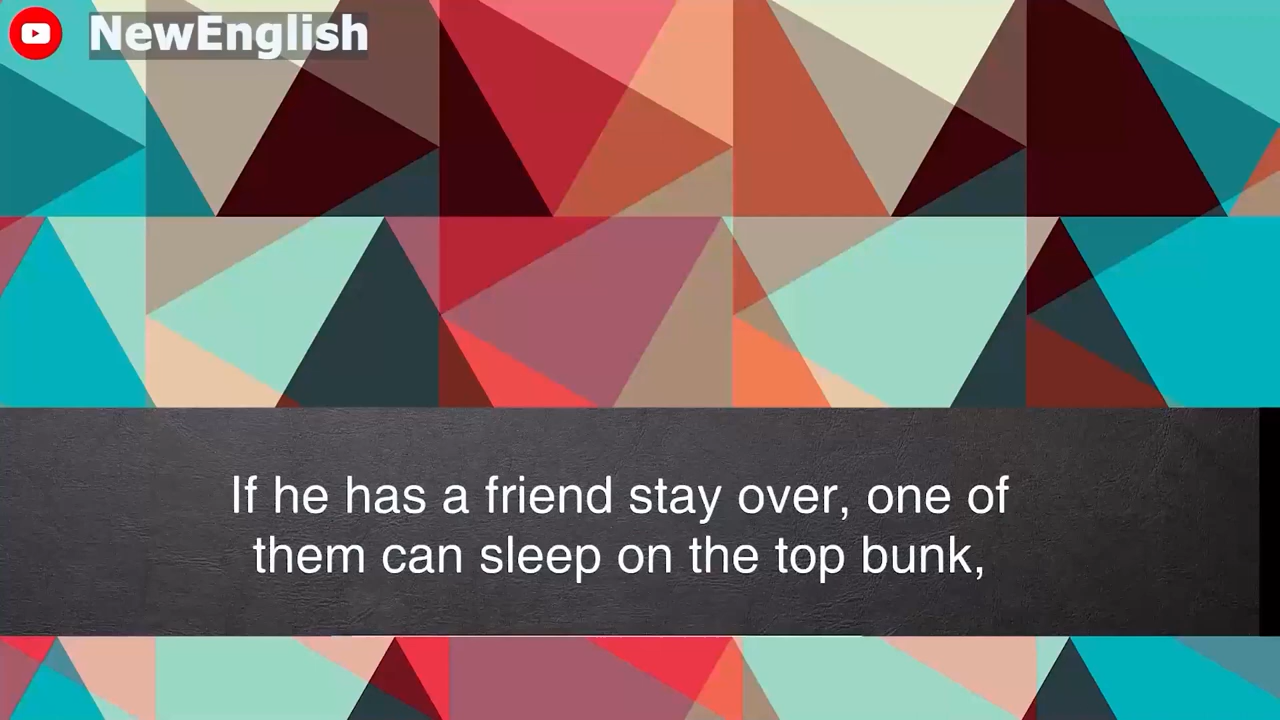 NewEnglish
If he has a friend stay over, one of
them can sleep on the top bunk,